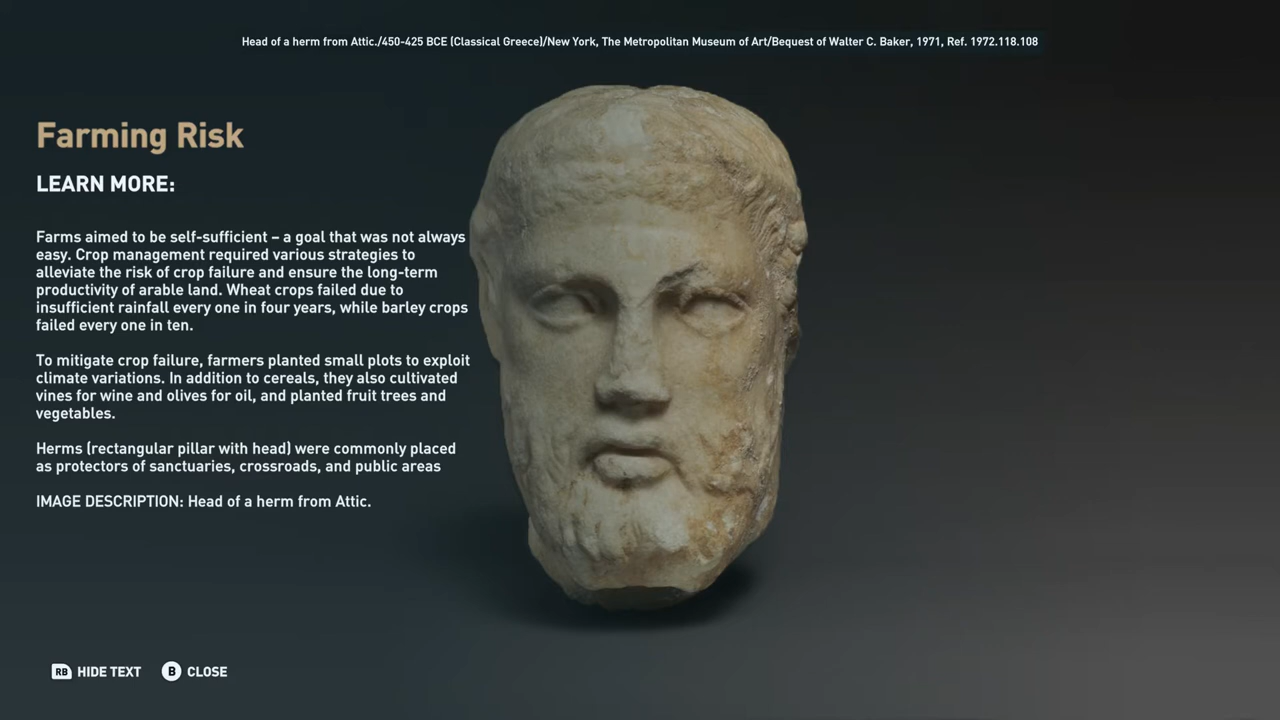 Head of a herm from Attic./450-425 BCE (Classical Greece)/New York, The Metropolitan Museum of Art/Bequest of Walter C. Baker, 1971, Ref. 1972.118.108
Farming Risk
LEARN MORE:
Farms aimed to be self-sufficient – a goal that was not always
easy. Crop management required various strategies to
alleviate the risk of crop failure and ensure the long-term
productivity of arable land. Wheat crops failed due to
insufficient rainfall every one in four years, while barley crops
failed every one in ten.
To mitigate crop failure, farmers planted small plots to exploit
climate variations. In addition to cereals, they also cultivated
vines for wine and olives for oil, and planted fruit trees and
vegetables.
Herms (rectangular pillar with head) were commonly placed
as protectors of sanctuaries, crossroads, and public areas
IMAGE DESCRIPTION: Head of a herm from Attic.
RB HIDE TEXT B CLOSE